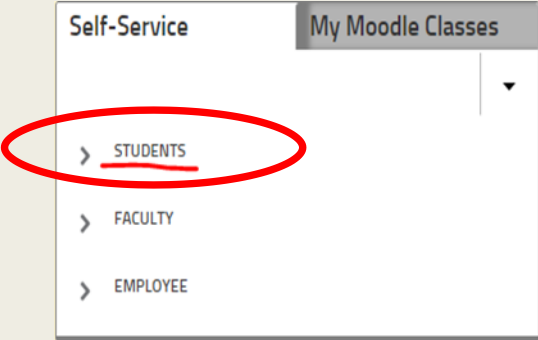 Self-Service My Moodle Classes
STUDENTS
FACULTY
EMPLOYEE